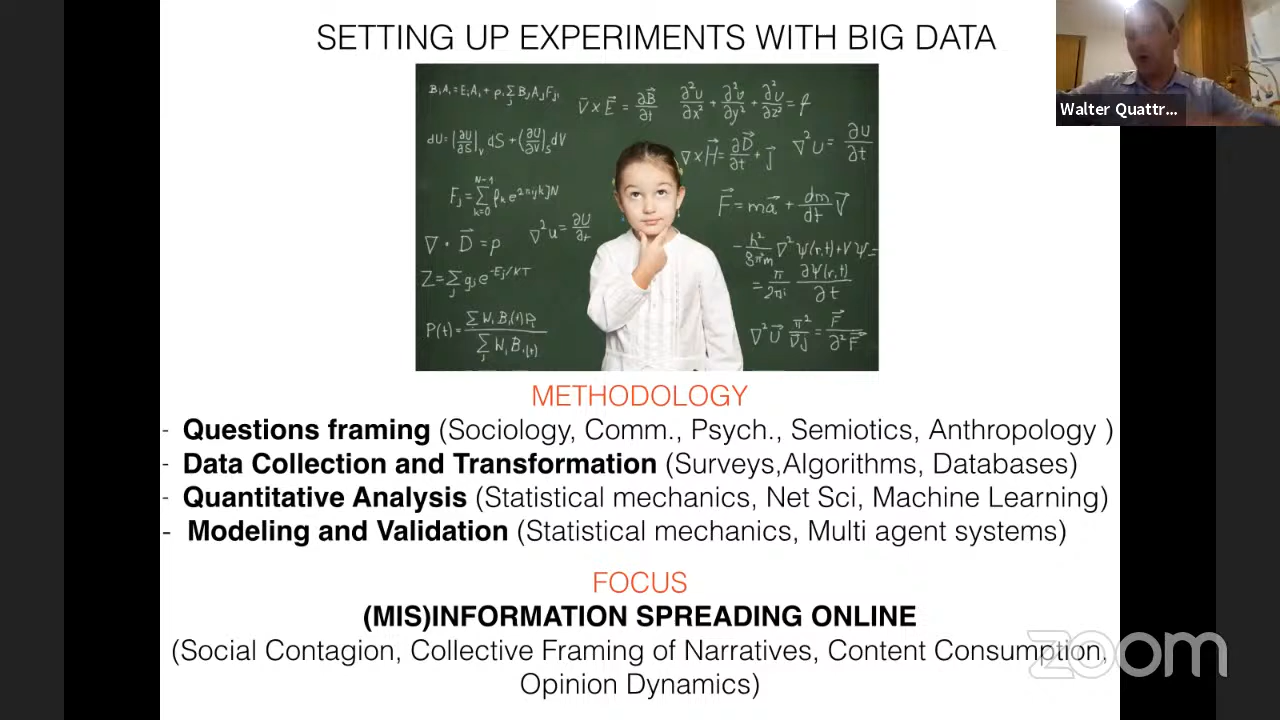 SETTING UP EXPERIMENTS WITH BIG DATA
Walter Quattr...
METHODOLOGY
- Questions framing (Sociology, Comm., Psych., Semiotics, Anthropology )
- Data Collection and Transformation (Surveys,Algorithms, Databases)
- Quantitative Analysis (Statistical mechanics, Net Sci, Machine Learning)
- Modeling and Validation (Statistical mechanics, Multi agent systems)
FOCUS
(MIS)INFORMATION SPREADING ONLINE
(Social Contagion, Collective Framing of Narratives, Content Consumption,
Opinion Dynamics)
zoom